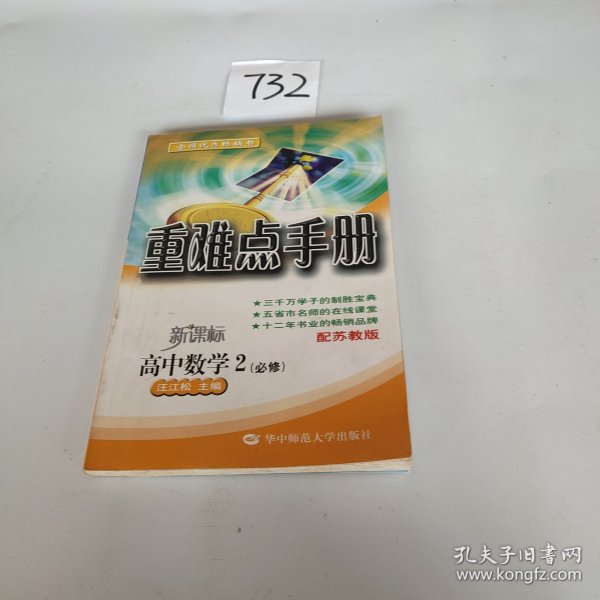 732
全国优秀畅销书
重难点手册
★三千万学子的制胜宝典
★五省市名师的在线课堂
★十二年书业的畅销品牌
配苏教版
新课标
高中数学2(必修)
汪江松 主编
华中师范大学出版社
孔夫子旧书网
www.kongfz.com